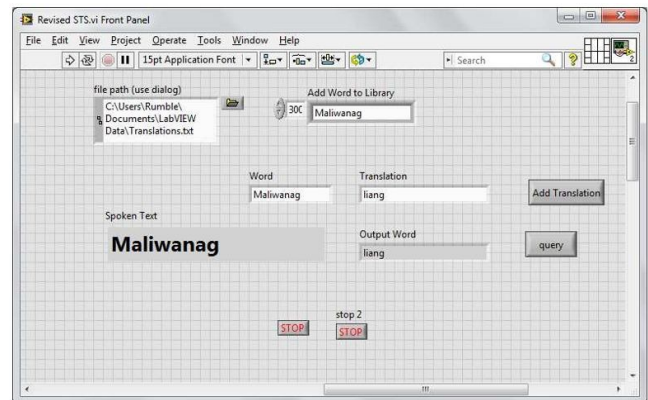 Revised STS.vi Front Panel
File Edit View Project Operate Tools Window Help
15pt Application Font
Search
2
file path (use dialog)
C:\Users\Rumble\
Documents\LabVIEW
Data\Translations.txt
Add Word to Library
30C
Maliwanag
Word
Maliwanag
Translation
liang
Add Translation
Spoken Text
Maliwanag
Output Word
liang
query
STOP
stop 2
STOP